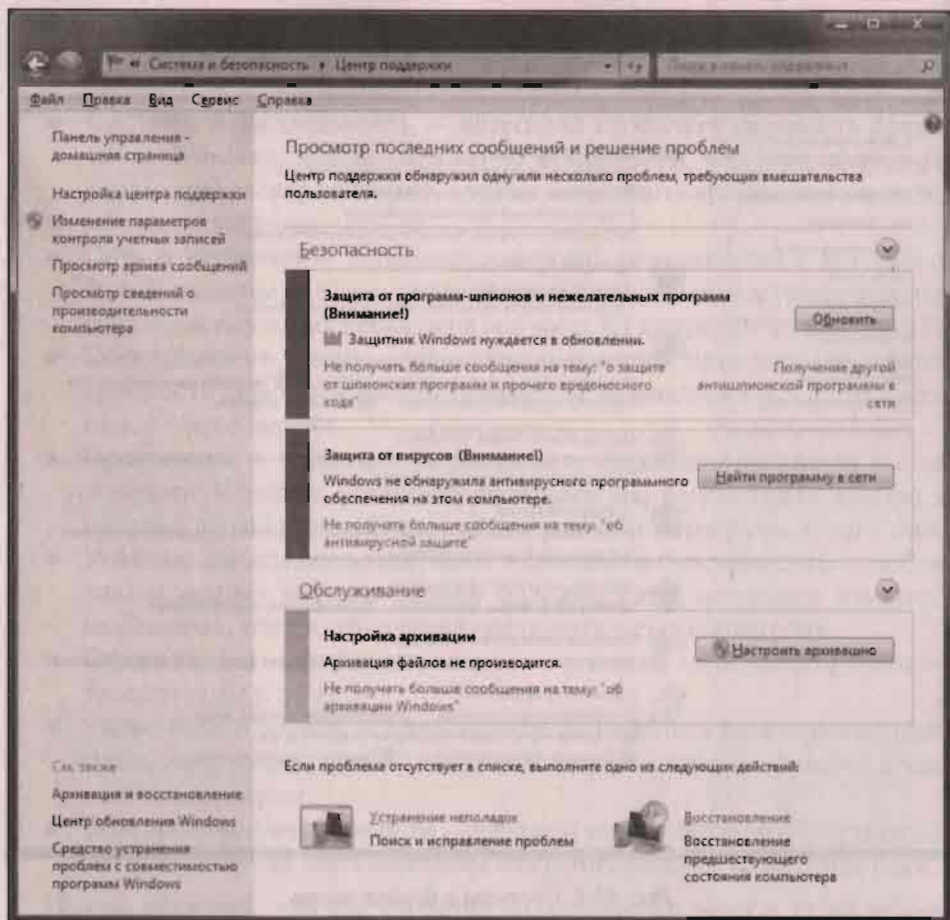 « Система и безопасность ▸ Центр поддержки
Поиск в панели управления
Файл Правка Вид Сервис Справка
Панель управления -
домашняя страница
Настройка центра поддержки
Изменение параметров
контроля учетных записей
Просмотр архива сообщений
Просмотр сведений о
производительности
компьютера
Просмотр последних сообщений и решение проблем
Центр поддержки обнаружил одну или несколько проблем, требующих вмешательства
пользователя.
Безопасность
Защита от программ-шпионов и нежелательных программ
(Внимание!)
Обновить
Защитник Windows нуждается в обновлении.
Не получать больше сообщения на тему: "о защите
от шпионских программ и прочего вредоносного
кода"
Получение другой
антишпионской программы в
сети
Защита от вирусов (Внимание!)
Windows не обнаружила антивирусного программного
обеспечения на этом компьютере.
Найти программу в сети
Не получать больше сообщения на тему: "об
антивирусной защите"
Обслуживание
Настройка архивации
Архивация файлов не производится.
Настроить архивацию
Не получать больше сообщения на тему: "об
архивации Windows"
Если проблема отсутствует в списке, выполните одно из следующих действий:
Устранение неполадок
Поиск и исправление проблем
Восстановление
Восстановление
предшествующего
состояния компьютера
См. также
Архивация и восстановление
Центр обновления Windows
Средство устранения
проблем с совместимостью
программ Windows